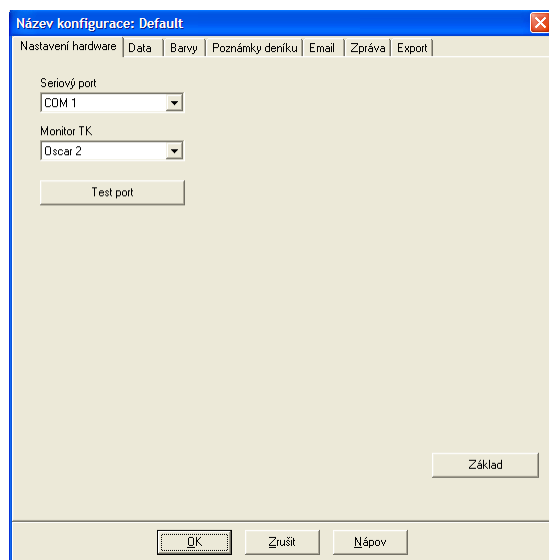 Název konfigurace: Default
Nastavení hardware Data Barvy Poznámky deníku Email Zpráva Export
Seriový port
COM 1
Monitor TK
Oscar 2
Test port
Základ
OK Zrušit Nápov